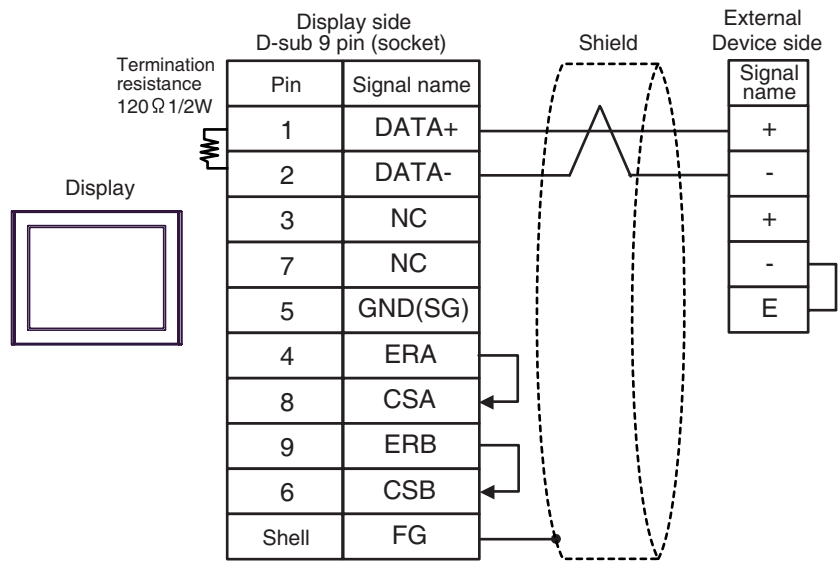 Display side
D-sub 9 pin (socket)
Shield
External
Device side
Termination
resistance
120Ω 1/2W
Pin Signal name
Signal
name
1 DATA+ +
2 DATA- -
Display
3 NC +
7 NC -
5 GND(SG) E
4 ERA
8 CSA
9 ERB
6 CSB
Shell FG